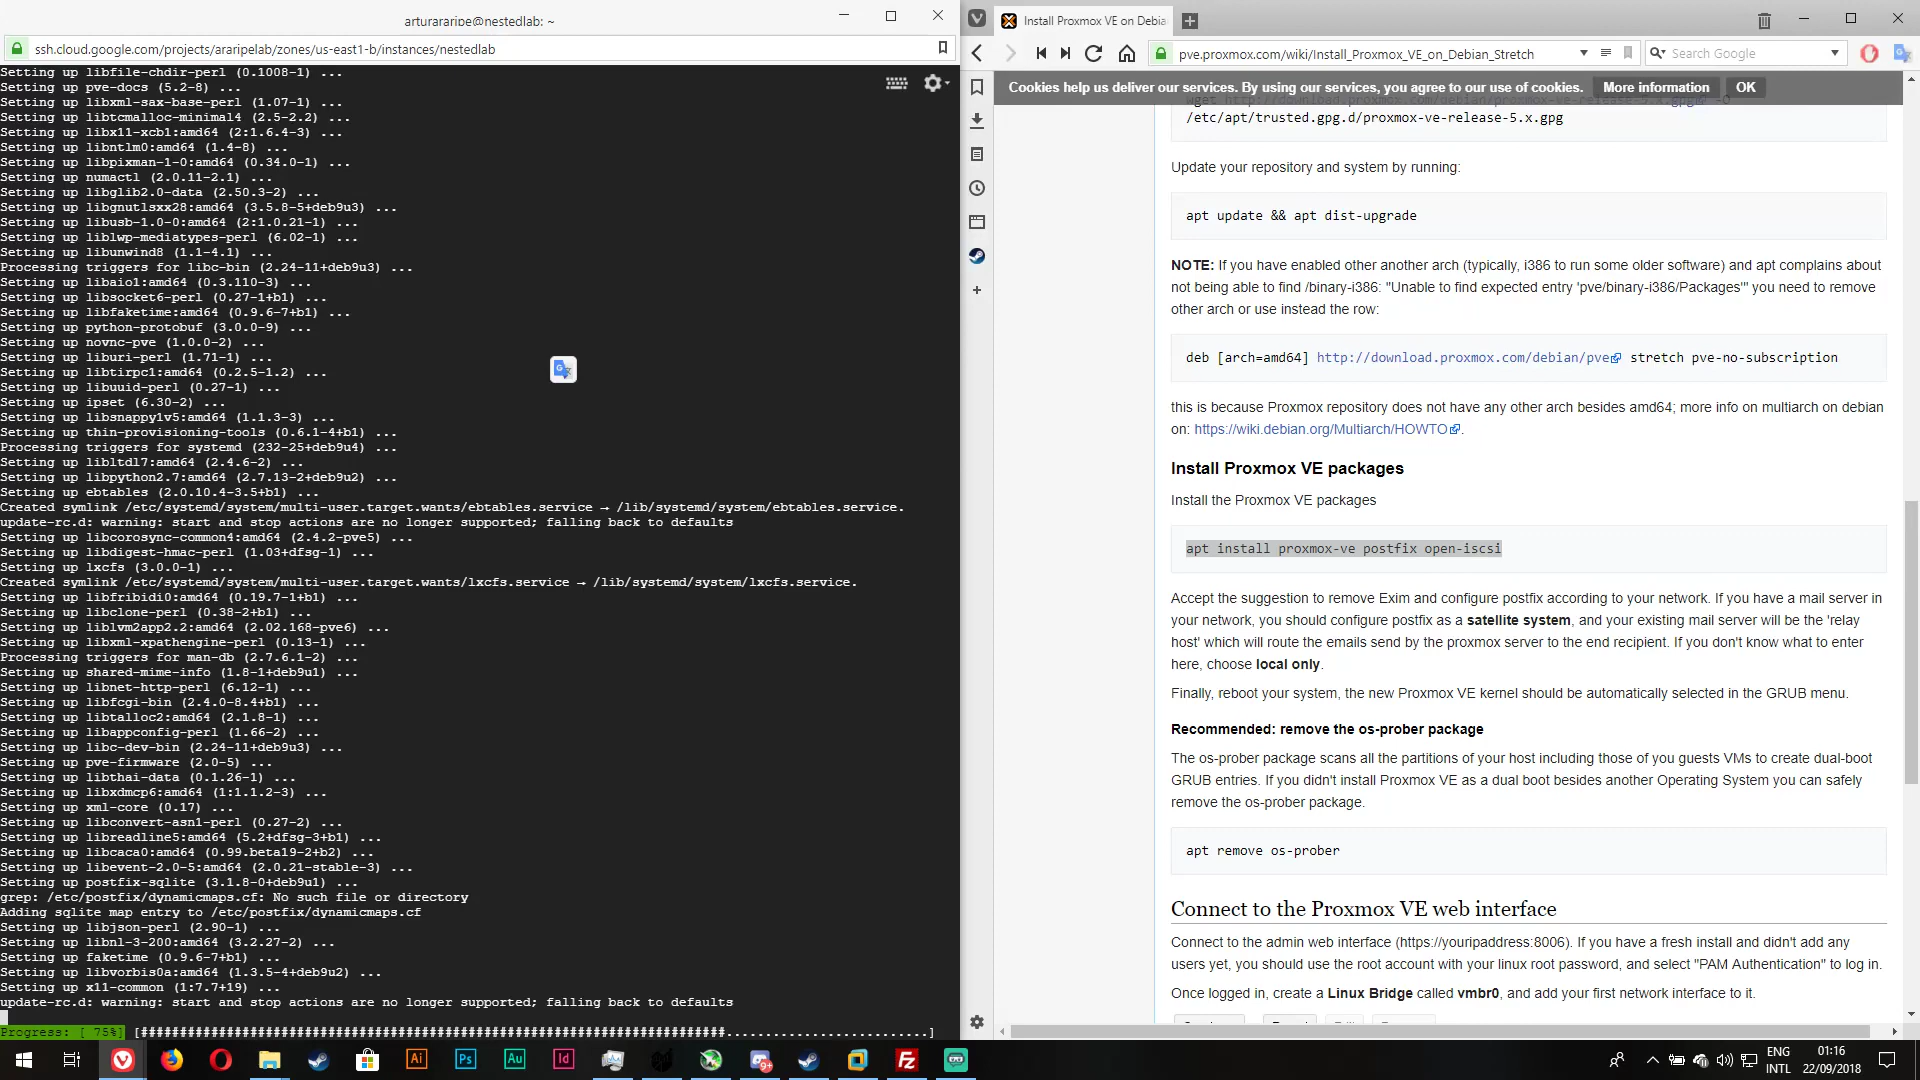 arturararipe@nestedlab: ~
ssh.cloud.google.com/projects/araripelab/zones/us-east1-b/instances/nestedlab
Setting up libfile-chdir-perl (0.1008-1) ...
Setting up pve-docs (5.2-8) ...
Setting up libxml-sax-base-perl (1.07-1) ...
Setting up libtcmalloc-minimal4 (2.5-2.2) ...
Setting up libx11-xcb1:amd64 (2:1.6.4-3) ...
Setting up libntlm0:amd64 (1.4-8) ...
Setting up libpixman-1-0:amd64 (0.34.0-1) ...
Setting up numactl (2.0.11-2.1) ...
Setting up libglib2.0-data (2.50.3-2) ...
Setting up libgnutlsxx28:amd64 (3.5.8-5+deb9u3) ...
Setting up libusb-1.0-0:amd64 (2:1.0.21-1) ...
Setting up liblwp-mediatypes-perl (6.02-1) ...
Setting up libunwind8 (1.1-4.1) ...
Processing triggers for libc-bin (2.24-11+deb9u3) ...
Setting up libaio1:amd64 (0.3.110-3) ...
Setting up libsocket6-perl (0.27-1+b1) ...
Setting up libfaketime:amd64 (0.9.6-7+b1) ...
Setting up python-protobuf (3.0.0-9) ...
Setting up novnc-pve (1.0.0-2) ...
Setting up liburi-perl (1.71-1) ...
Setting up libtirpc1:amd64 (0.2.5-1.2) ...
Setting up libuuid-perl (0.27-1) ...
Setting up ipset (6.30-2) ...
Setting up libsnappy1v5:amd64 (1.1.3-3) ...
Setting up thin-provisioning-tools (0.6.1-4+b1) ...
Processing triggers for systemd (232-25+deb9u4) ...
Setting up libltdl7:amd64 (2.4.6-2) ...
Setting up libpython2.7:amd64 (2.7.13-2+deb9u2) ...
Setting up ebtables (2.0.10.4-3.5+b1) ...
Created symlink /etc/systemd/system/multi-user.target.wants/ebtables.service → /lib/systemd/system/ebtables.service.
update-rc.d: warning: start and stop actions are no longer supported; falling back to defaults
Setting up libcorosync-common4:amd64 (2.4.2-pve5) ...
Setting up libdigest-hmac-perl (1.03+dfsg-1) ...
Setting up lxcfs (3.0.0-1) ...
Created symlink /etc/systemd/system/multi-user.target.wants/lxcfs.service → /lib/systemd/system/lxcfs.service.
Setting up libfribidi0:amd64 (0.19.7-1+b1) ...
Setting up libclone-perl (0.38-2+b1) ...
Setting up liblvm2app2.2:amd64 (2.02.168-pve6) ...
Setting up libxml-xpathengine-perl (0.13-1) ...
Processing triggers for man-db (2.7.6.1-2) ...
Setting up shared-mime-info (1.8-1+deb9u1) ...
Setting up libnet-http-perl (6.12-1) ...
Setting up libfcgi-bin (2.4.0-8.4+b1) ...
Setting up libtalloc2:amd64 (2.1.8-1) ...
Setting up libappconfig-perl (1.66-2) ...
Setting up libc-dev-bin (2.24-11+deb9u3) ...
Setting up pve-firmware (2.0-5) ...
Setting up libthai-data (0.1.26-1) ...
Setting up libxdmcp6:amd64 (1:1.1.2-3) ...
Setting up xml-core (0.17) ...
Setting up libconvert-asn1-perl (0.27-2) ...
Setting up libreadline5:amd64 (5.2+dfsg-3+b1) ...
Setting up libcaca0:amd64 (0.99.beta19-2+b2) ...
Setting up libevent-2.0-5:amd64 (2.0.21-stable-3) ...
Setting up postfix-sqlite (3.1.8-0+deb9u1) ...
grep: /etc/postfix/dynamicmaps.cf: No such file or directory
Adding sqlite map entry to /etc/postfix/dynamicmaps.cf
Setting up libjson-perl (2.90-1) ...
Setting up libnl-3-200:amd64 (3.2.27-2) ...
Setting up faketime (0.9.6-7+b1) ...
Setting up libvorbis0a:amd64 (1.3.5-4+deb9u2) ...
Setting up x11-common (1:7.7+19) ...
update-rc.d: warning: start and stop actions are no longer supported; falling back to defaults
Progress: [ 75%]
Install Proxmox VE on Debia
pve.proxmox.com/wiki/Install_Proxmox_VE_on_Debian_Stretch
Search Google
Cookies help us deliver our services. By using our services, you agree to our use of cookies. More information OK
wget http://download.proxmox.com/debian/proxmox-ve-release-5.x.gpg -O
/etc/apt/trusted.gpg.d/proxmox-ve-release-5.x.gpg
Update your repository and system by running:
apt update && apt dist-upgrade
NOTE: If you have enabled other another arch (typically, i386 to run some older software) and apt complains about
not being able to find /binary-i386: "Unable to find expected entry 'pve/binary-i386/Packages'" you need to remove
other arch or use instead the row:
deb [arch=amd64] http://download.proxmox.com/debian/pve stretch pve-no-subscription
this is because Proxmox repository does not have any other arch besides amd64; more info on multiarch on debian
on: https://wiki.debian.org/Multiarch/HOWTO.
Install Proxmox VE packages
Install the Proxmox VE packages
apt install proxmox-ve postfix open-iscsi
Accept the suggestion to remove Exim and configure postfix according to your network. If you have a mail server in
your network, you should configure postfix as a satellite system, and your existing mail server will be the 'relay
host' which will route the emails send by the proxmox server to the end recipient. If you don't know what to enter
here, choose local only.
Finally, reboot your system, the new Proxmox VE kernel should be automatically selected in the GRUB menu.
Recommended: remove the os-prober package
The os-prober package scans all the partitions of your host including those of you guests VMs to create dual-boot
GRUB entries. If you didn't install Proxmox VE as a dual boot besides another Operating System you can safely
remove the os-prober package.
apt remove os-prober
Connect to the Proxmox VE web interface
Connect to the admin web interface (https://youripaddress:8006). If you have a fresh install and didn't add any
users yet, you should use the root account with your linux root password, and select "PAM Authentication" to log in.
Once logged in, create a Linux Bridge called vmbr0, and add your first network interface to it.
Ai Ps Au Id
ENG
INTL
01:16
22/09/2018